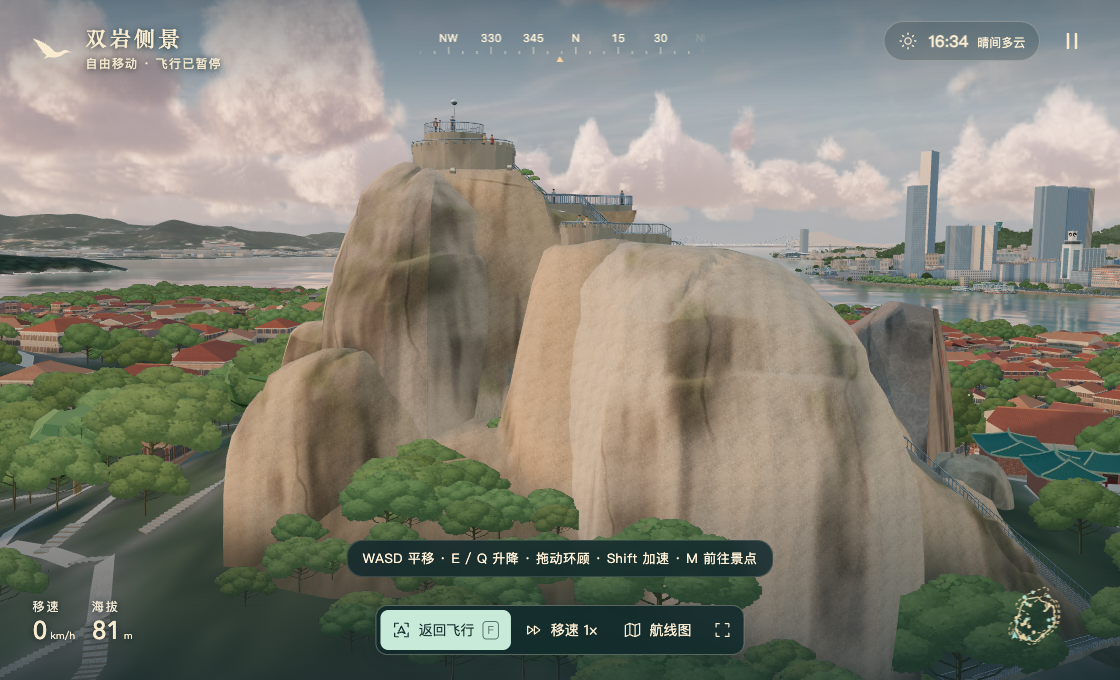 双岩侧景
自由移动 · 飞行已暂停
NW 330 345 N 15 30 N
16:34 晴间多云
WASD 平移 · E / Q 升降 · 拖动环顾 · Shift 加速 · M 前往景点
移速 海拔
0 km/h 81 m
A 返回飞行 F 移速 1× 航线图